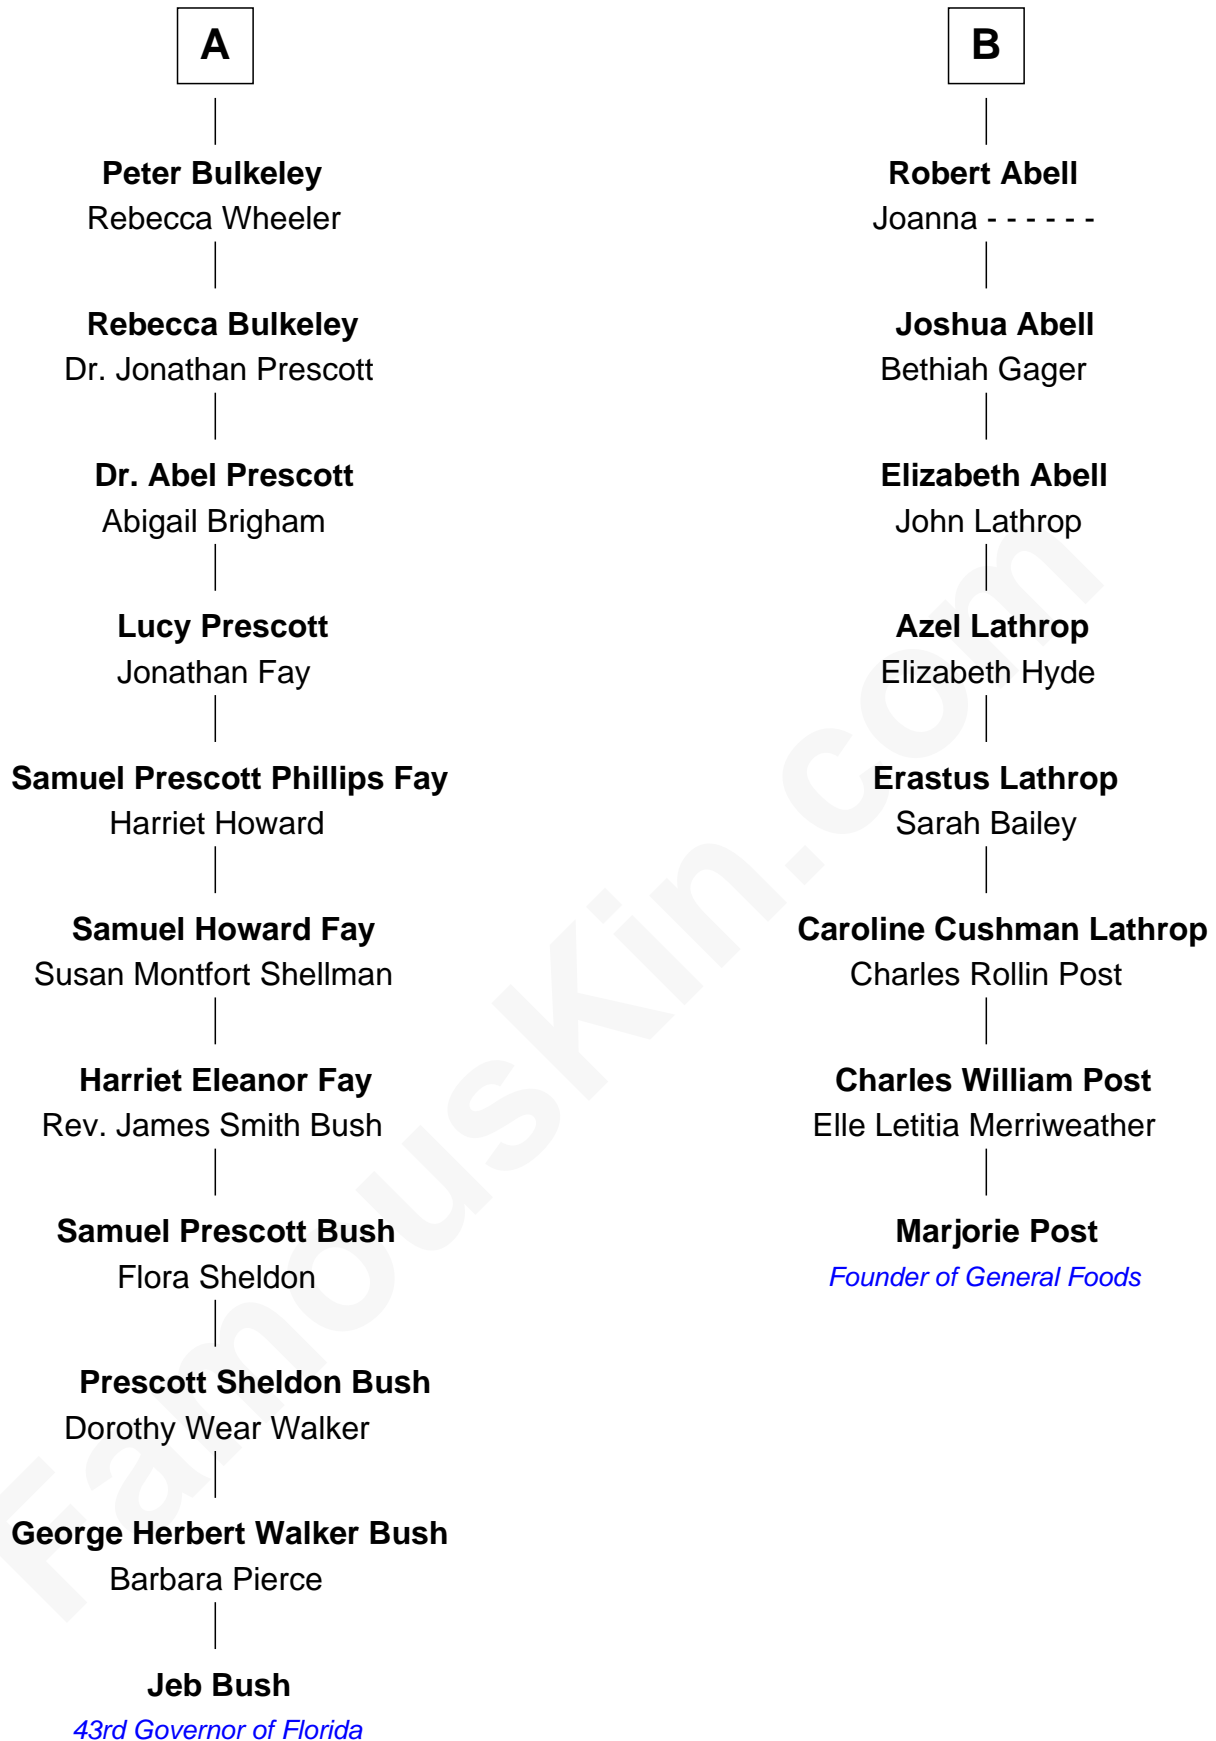 A
Peter Bulkeley
Rebecca Wheeler
Rebecca Bulkeley
Dr. Jonathan Prescott
Dr. Abel Prescott
Abigail Brigham
Lucy Prescott
Jonathan Fay
Samuel Prescott Phillips Fay
Harriet Howard
Samuel Howard Fay
Susan Montfort Shellman
Harriet Eleanor Fay
Rev. James Smith Bush
Samuel Prescott Bush
Flora Sheldon
Prescott Sheldon Bush
Dorothy Wear Walker
George Herbert Walker Bush
Barbara Pierce
Jeb Bush
43rd Governor of Florida
B
Robert Abell
Joanna - - - - - -
Joshua Abell
Bethiah Gager
Elizabeth Abell
John Lathrop
Azel Lathrop
Elizabeth Hyde
Erastus Lathrop
Sarah Bailey
Caroline Cushman Lathrop
Charles Rollin Post
Charles William Post
Elle Letitia Merriweather
Marjorie Post
Founder of General Foods
FamousKin.com